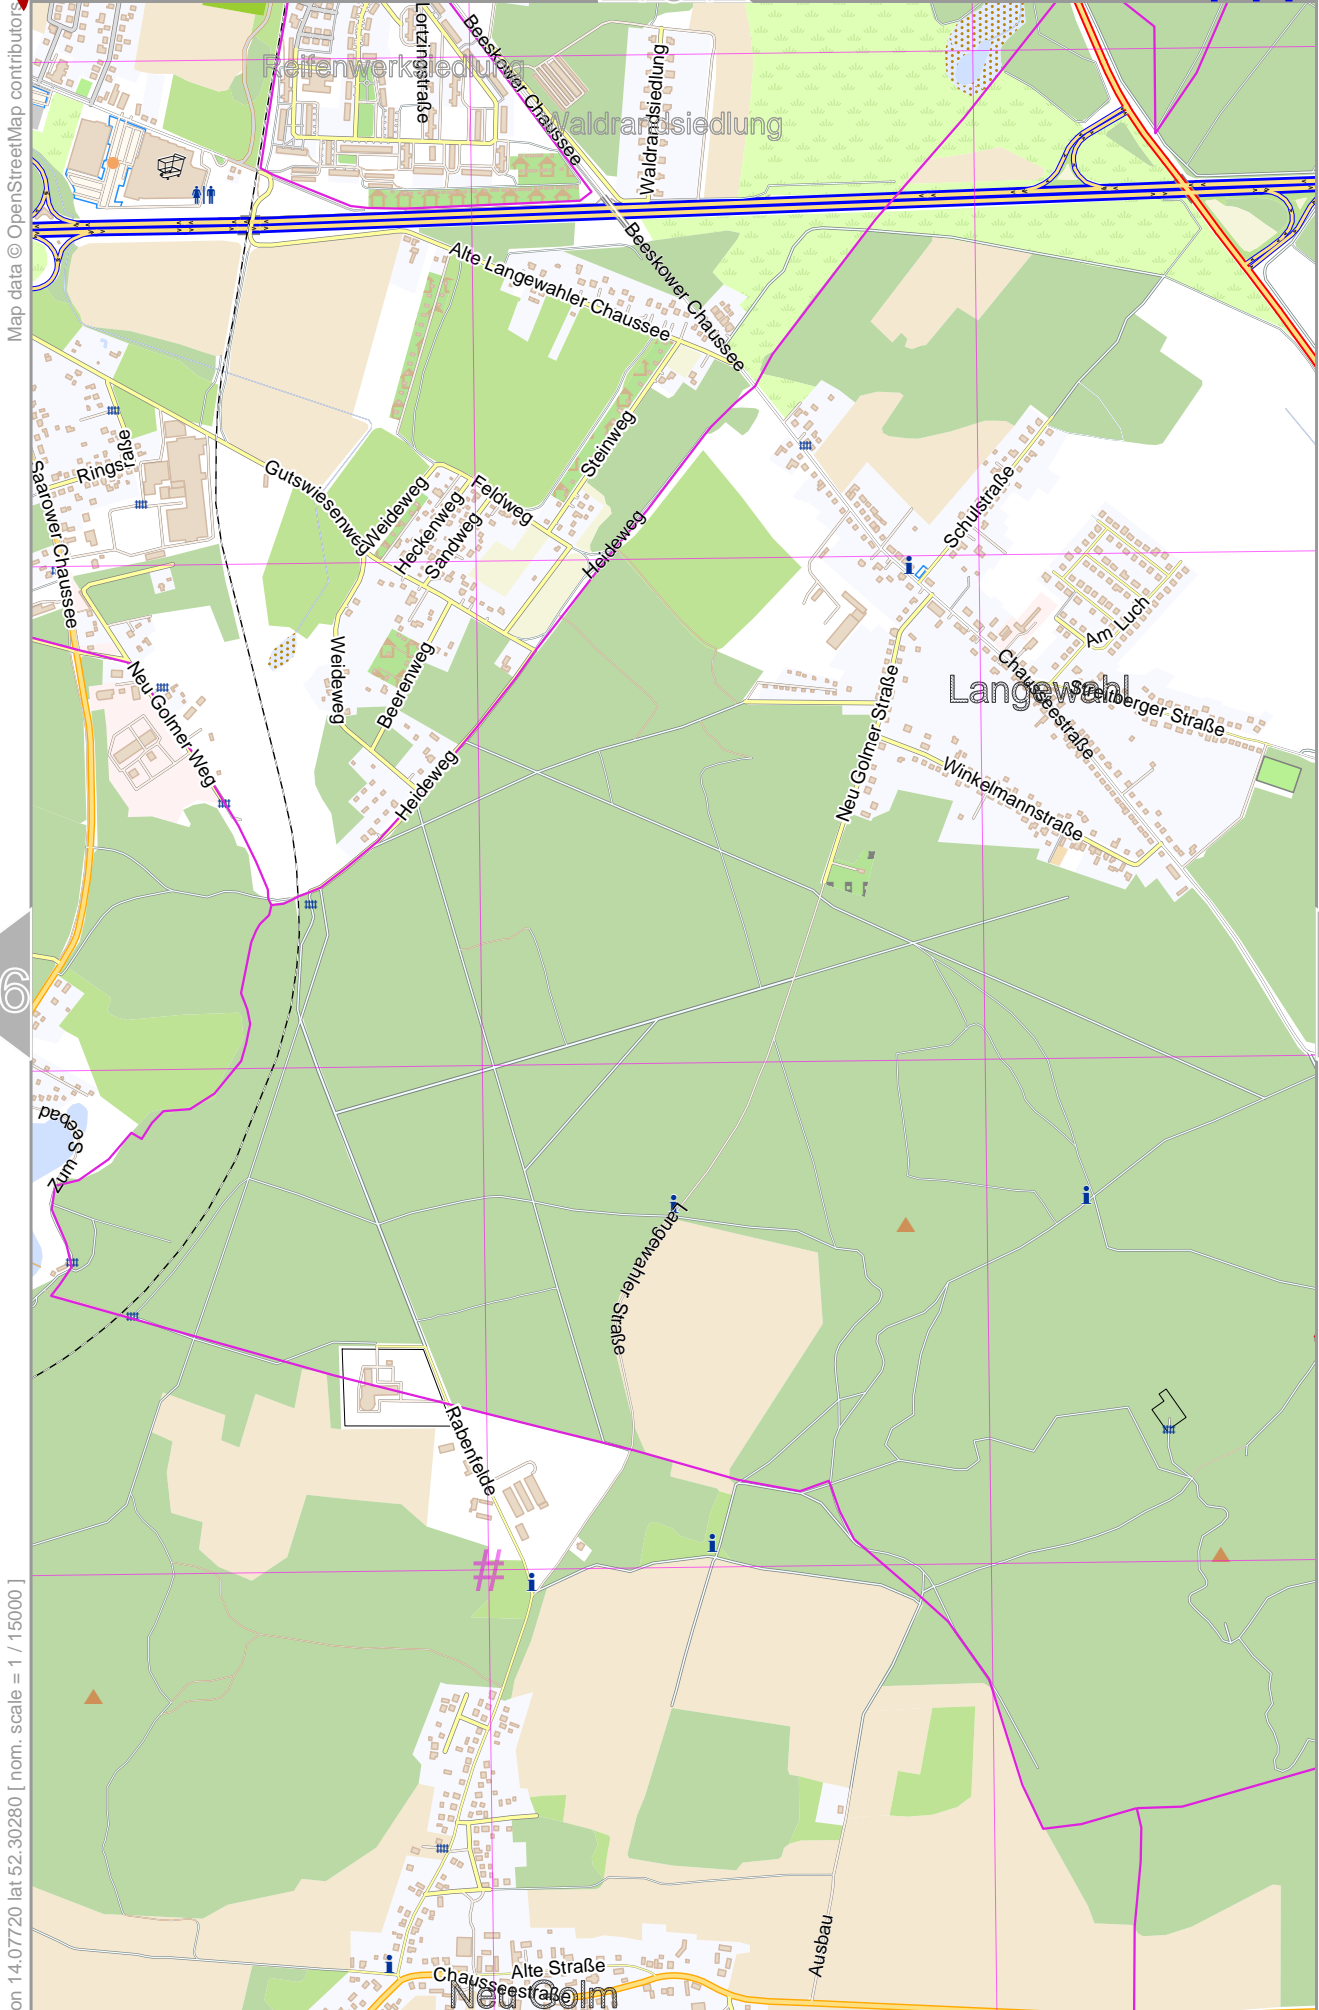 Map data © OpenStreetMap contributors
Lortzingstraße
Beeskower Chaussee
Reifenwerksiedlung
Waldrandsiedlung
Waldrandsiedlung
Alte Langewahler Chaussee
Beeskower Chaussee
Steinweg
Ringstraße
Saarower Chaussee
Gutswiesenweg
Weideweg
Heckenweg
Sandweg
Feldweg
Heideweg
Schulstraße
Am Luch
Langewahl
Chausseestraße
Streitberger Straße
Neu Golmer Weg
Weideweg
Beerenweg
Heideweg
Neu Golmer Straße
Winkelmannstraße
6
Zum Seebad
Langewahler Straße
Rabenfelde
#
on 14.07720 lat 52.30280 [ nom. scale = 1 / 15000 ]
Ausbau
Alte Straße
Chausseestraße
Neu Golm